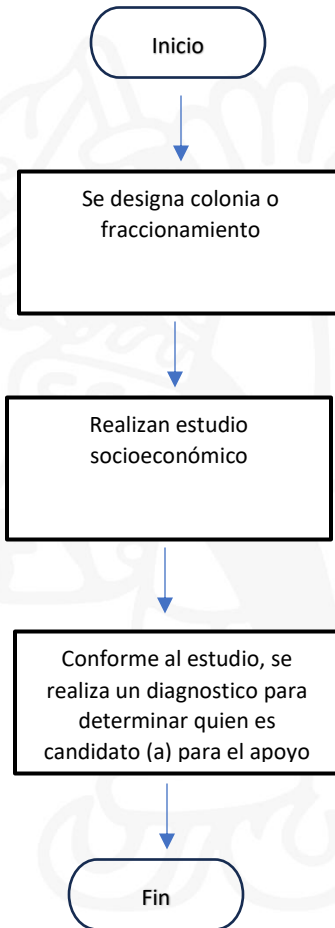 Inicio
Se designa colonia o
fraccionamiento
Realizan estudio
socioeconómico
Conforme al estudio, se
realiza un diagnostico para
determinar quien es
candidato (a) para el apoyo
Fin